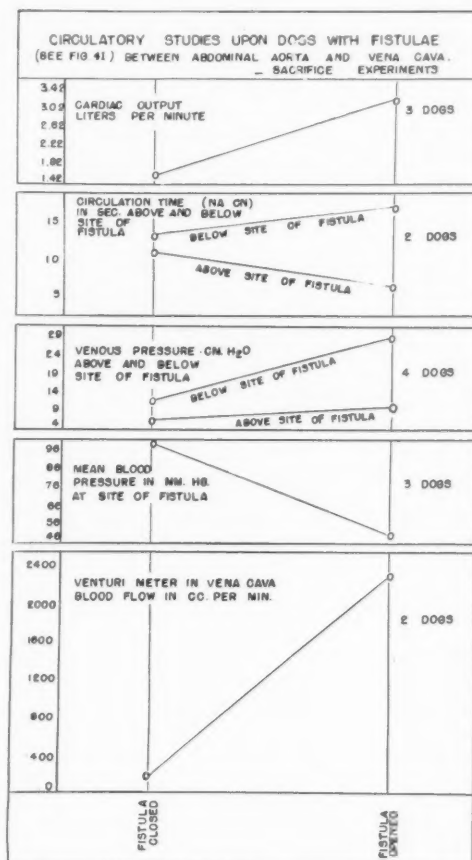 CIRCULATORY STUDIES UPON DOGS WITH FISTULAE
(SEE FIG 41) BETWEEN ABDOMINAL AORTA AND VENA CAVA.
_ SACRIFICE EXPERIMENTS
3.42
3.02
2.62
2.22
1.82
1.42
CARDIAC OUTPUT
LITERS PER MINUTE
3 DOGS
CIRCULATION TIME (NA CN)
IN SEC. ABOVE AND BELOW
SITE OF
FISTULA
15
10
5
BELOW SITE OF FISTULA
ABOVE SITE OF FISTULA
2 DOGS
29
24
19
14
9
4
VENOUS PRESSURE - CM. H2O
ABOVE AND BELOW
SITE OF FISTULA
BELOW SITE OF FISTULA
ABOVE SITE OF FISTULA
4 DOGS
96
86
76
66
56
46
MEAN BLOOD
PRESSURE IN MM. HG.
AT SITE OF FISTULA
3 DOGS
2400
2000
1600
1200
800
400
0
VENTURI METER IN VENA CAVA
BLOOD FLOW IN CC. PER MIN.
2 DOGS
FISTULA
CLOSED
FISTULA
OPENED